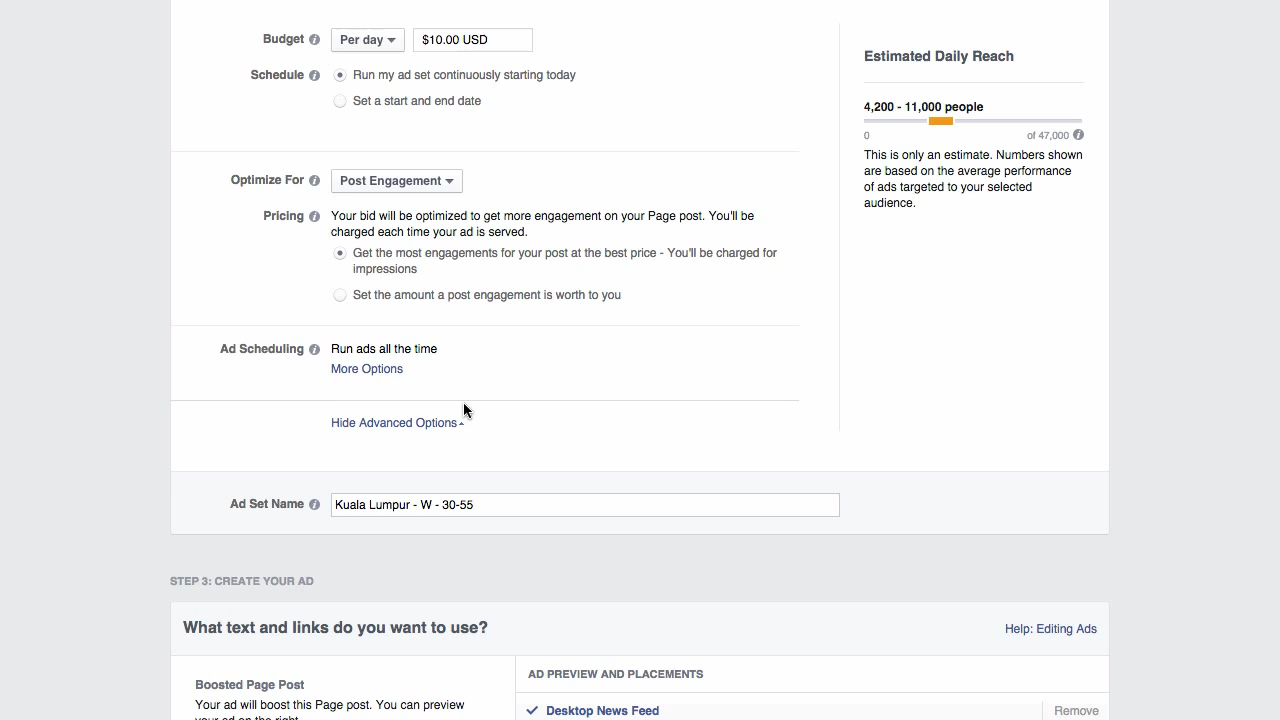 Budget
Per day
$10.00 USD
Schedule
Run my ad set continuously starting today
Set a start and end date
Estimated Daily Reach
4,200 - 11,000 people
0
of 47,000
This is only an estimate. Numbers shown
are based on the average performance
of ads targeted to your selected
audience.
Optimize For
Post Engagement
Pricing
Your bid will be optimized to get more engagement on your Page post. You'll be
charged each time your ad is served.
Get the most engagements for your post at the best price - You'll be charged for
impressions
Set the amount a post engagement is worth to you
Ad Scheduling
Run ads all the time
More Options
Hide Advanced Options
Ad Set Name
Kuala Lumpur - W - 30-55
STEP 3: CREATE YOUR AD
What text and links do you want to use?
Help: Editing Ads
Boosted Page Post
Your ad will boost this Page post. You can preview
your ad on the right.
AD PREVIEW AND PLACEMENTS
Desktop News Feed
Remove